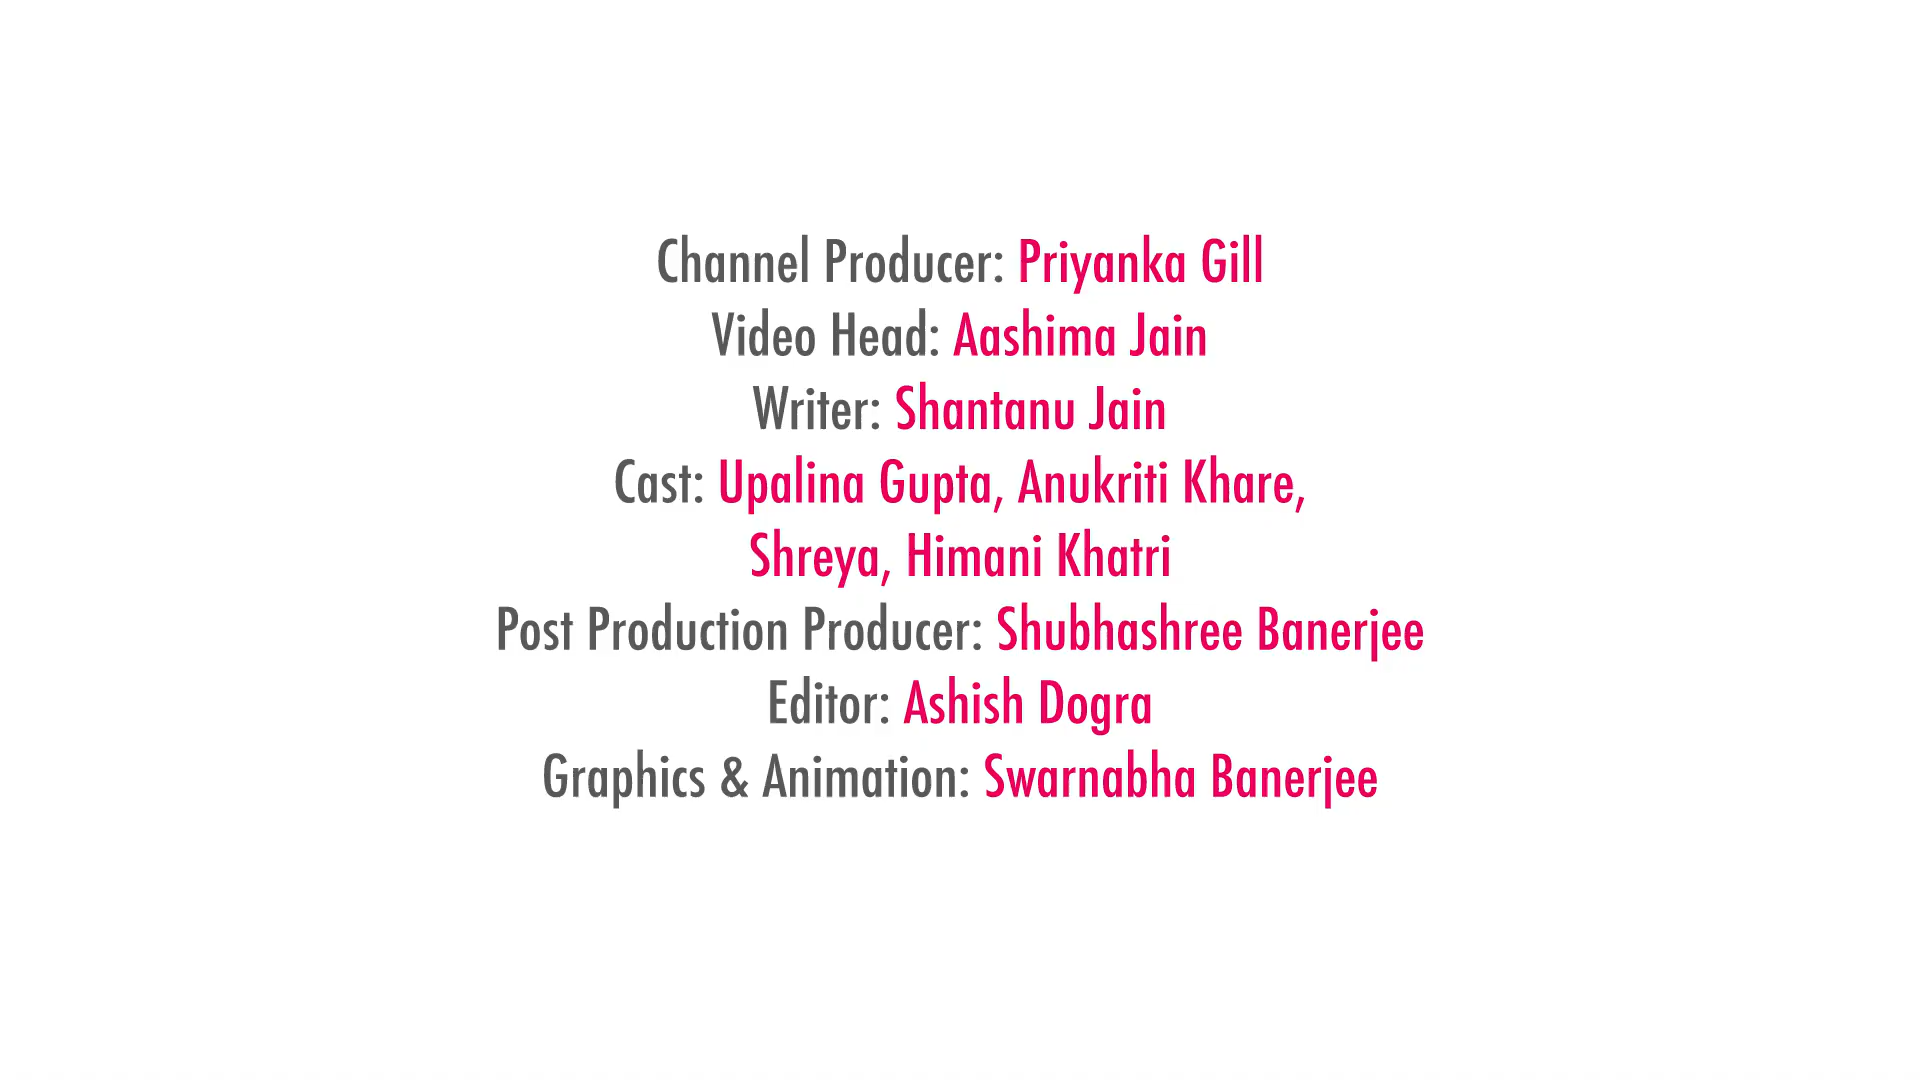 Channel Producer: Priyanka Gill
Video Head: Aashima Jain
Writer: Shantanu Jain
Cast: Upalina Gupta, Anukriti Khare,
Shreya, Himani Khatri
Post Production Producer: Shubhashree Banerjee
Editor: Ashish Dogra
Graphics & Animation: Swarnabha Banerjee